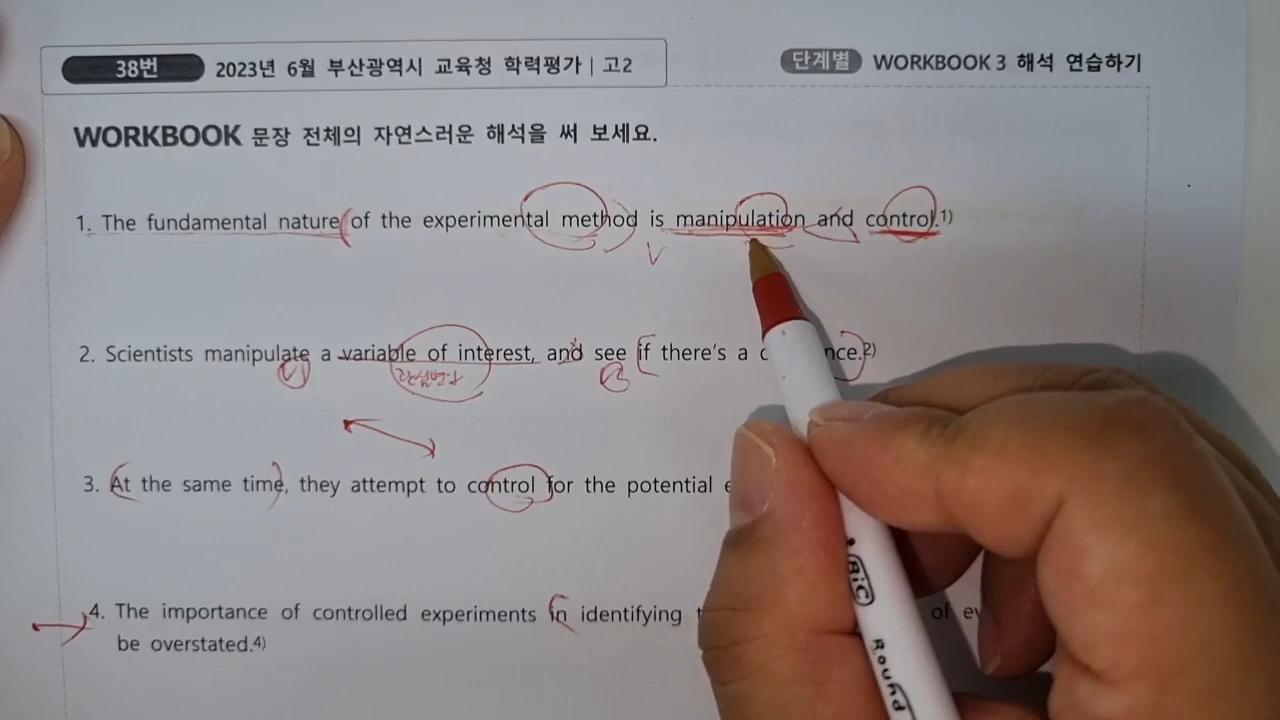 38번 2023년 6월 부산광역시 교육청 학력평가 | 고2 단계별 WORKBOOK 3 해석 연습하기
WORKBOOK 문장 전체의 자연스러운 해석을 써 보세요.
1. The fundamental nature of the experimental method is manipulation and control.1)
V
2. Scientists manipulate a variable of interest, and see if there's a
관심변수
3. At the same time, they attempt to control for the potential
4. The importance of controlled experiments in identifying of
be overstated.4)
BiC
Round